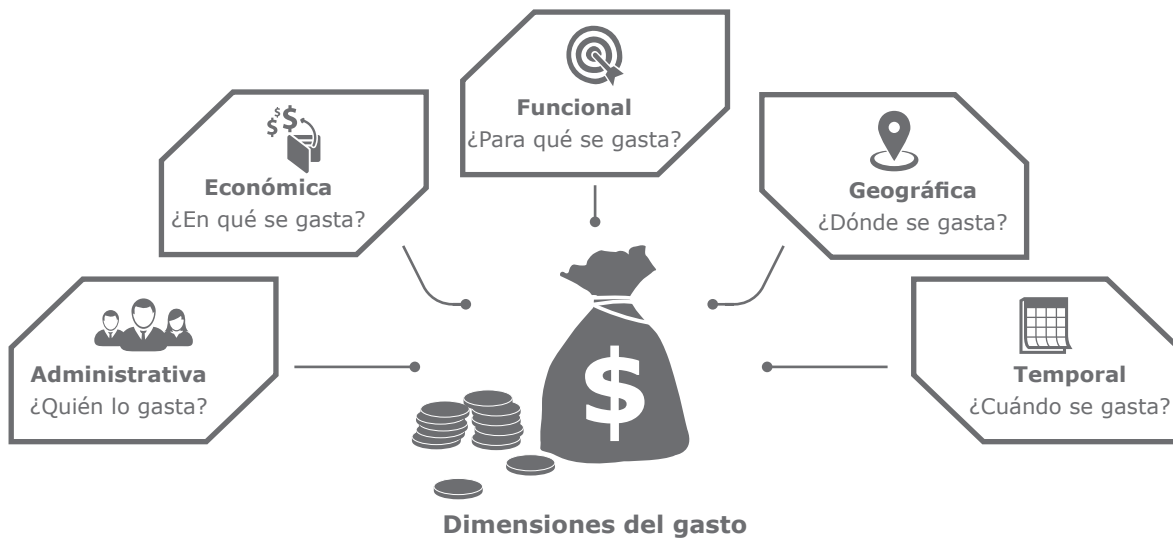 Funcional
¿Para qué se gasta?
$ $ $
Económica
¿En qué se gasta?
Geográfica
¿Dónde se gasta?
Administrativa
¿Quién lo gasta?
Temporal
¿Cuándo se gasta?
$
Dimensiones del gasto